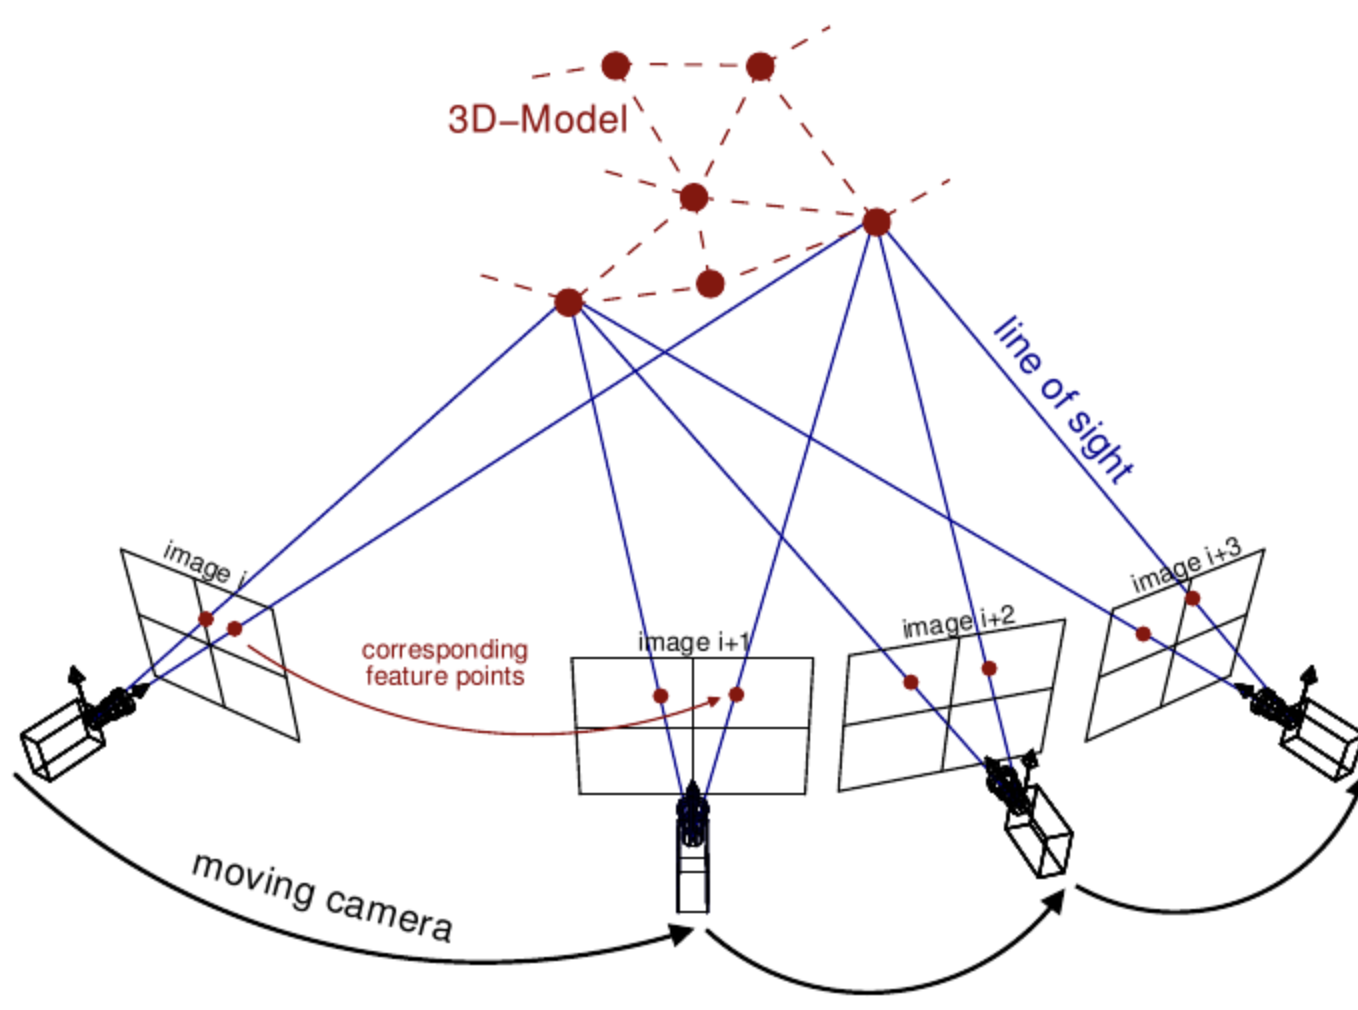 3D–Model
line of sight
image i
corresponding
feature points
image i+1
image i+2
image i+3
moving camera